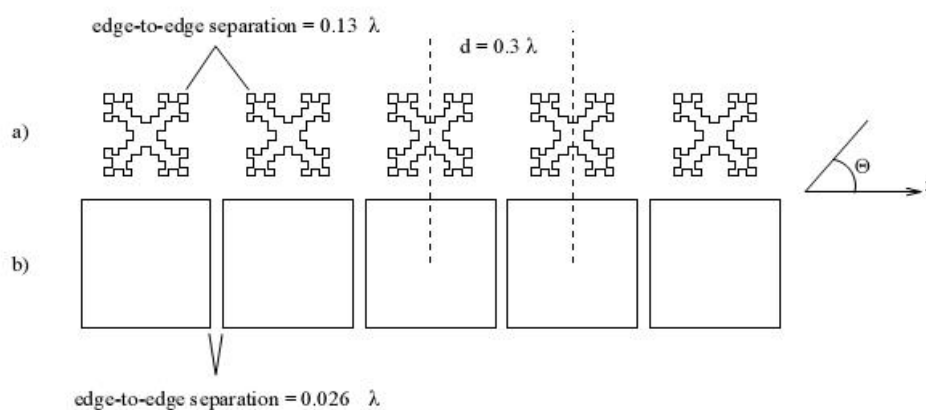 edge-to-edge separation = 0.13 λ
d = 0.3 λ
a)
Θ
b)
edge-to-edge separation = 0.026 λ